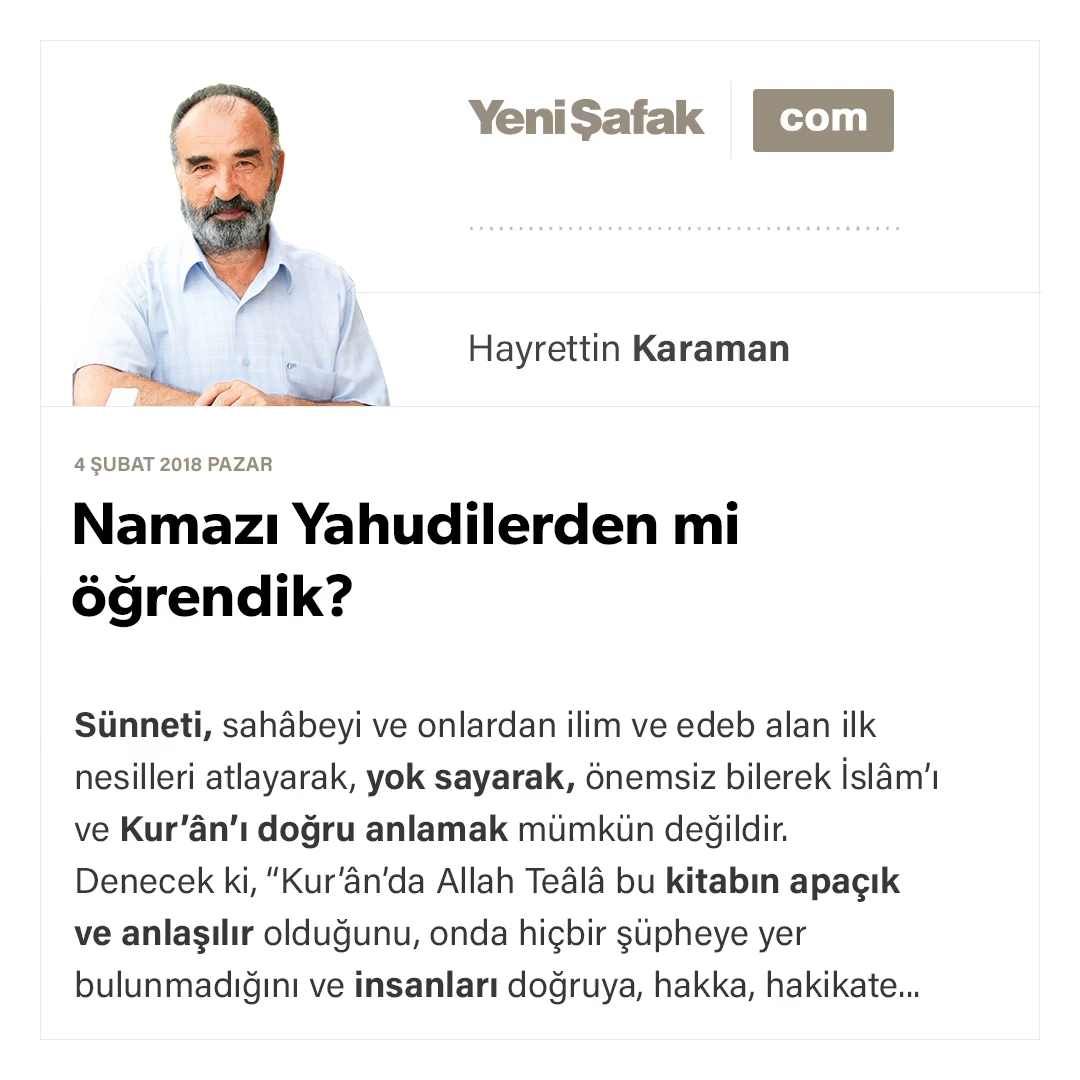 YeniŞafak com
Hayrettin Karaman
4 ŞUBAT 2018 PAZAR
Namazı Yahudilerden mi
öğrendik?
Sünneti, sahâbeyi ve onlardan ilim ve edeb alan ilk
nesilleri atlayarak, yok sayarak, önemsiz bilerek İslâm’ı
ve Kur’ân’ı doğru anlamak mümkün değildir.
Denecek ki, “Kur’ân’da Allah Teâlâ bu kitabın apaçık
ve anlaşılır olduğunu, onda hiçbir şüpheye yer
bulunmadığını ve insanları doğruya, hakka, hakikate...